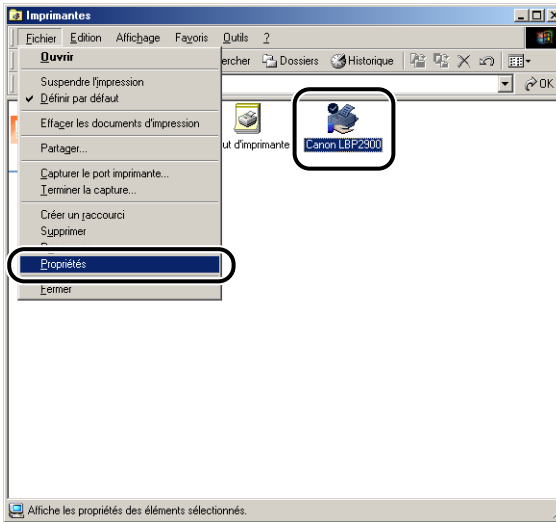 Imprimantes
Fichier Edition Affichage Favoris Outils ?
Ouvrir
ercher Dossiers Historique
Suspendre l'impression
OK
Définir par défaut
Effacer les documents d'impression
Partager...
ut d'imprimante
Canon LBP2900
Capturer le port imprimante...
Terminer la capture...
Créer un raccourci
Supprimer
Propriétés
Fermer
Affiche les propriétés des éléments sélectionnés.